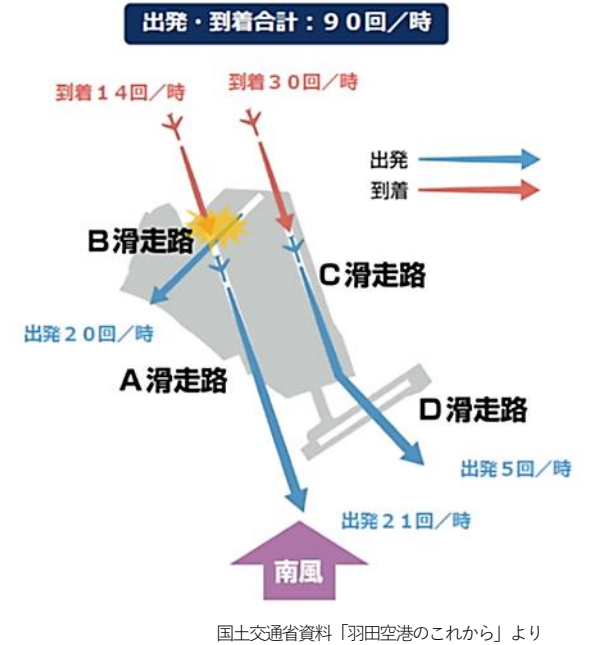 出発・到着合計：９０回／時
到着１４回／時
到着３０回／時
出発
到着
B滑走路
C滑走路
出発２０回／時
A滑走路
D滑走路
出発５回／時
出発２１回／時
南風
国土交通省資料「羽田空港のこれから」より